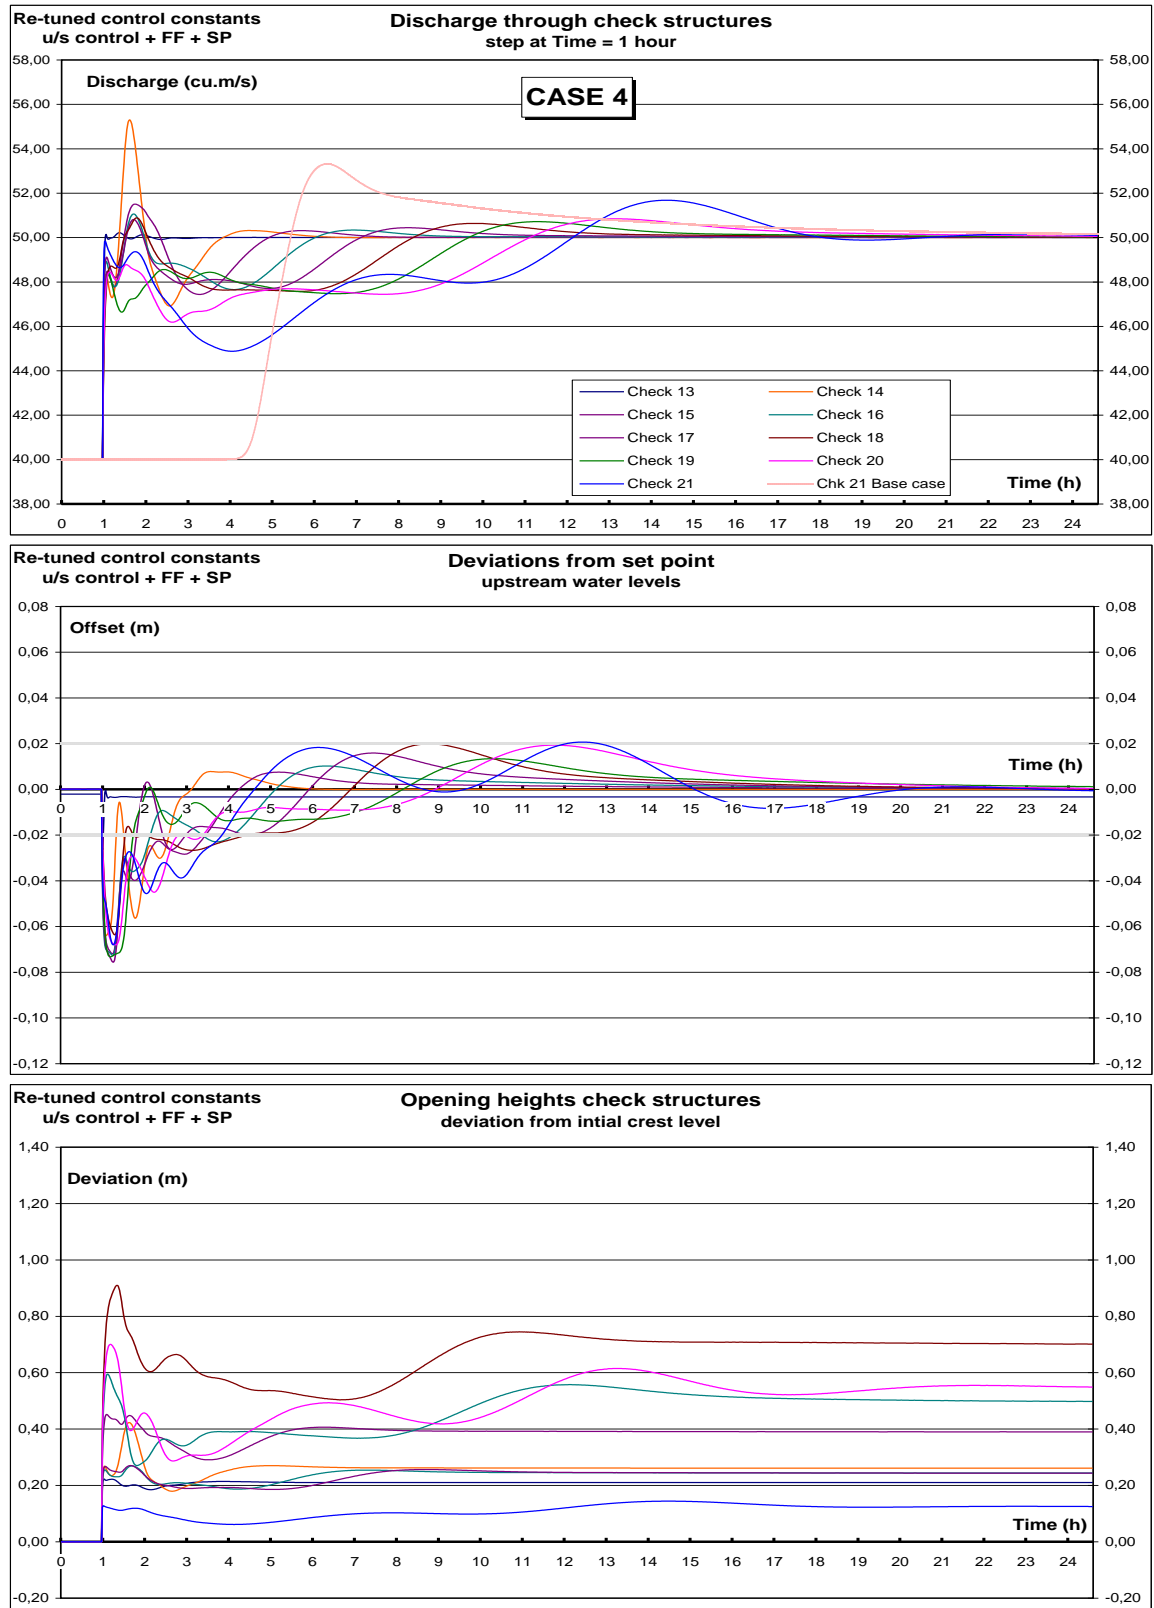 Re-tuned control constants
u/s control + FF + SP
Discharge through check structures
step at Time = 1 hour
58,00 58,00
Discharge (cu.m/s)
CASE 4
56,00 56,00
54,00 54,00
52,00 52,00
50,00 50,00
48,00 48,00
46,00 46,00
44,00 44,00
42,00 42,00
40,00 40,00
38,00 38,00
Check 13 Check 14
Check 15 Check 16
Check 17 Check 18
Check 19 Check 20
Check 21 Chk 21 Base case
Time (h)
0 1 2 3 4 5 6 7 8 9 10 11 12 13 14 15 16 17 18 19 20 21 22 23 24
Re-tuned control constants
u/s control + FF + SP
Deviations from set point
upstream water levels
0,08 0,08
Offset (m)
0,06 0,06
0,04 0,04
0,02 0,02
Time (h)
0,00 0,00
0 1 2 3 4 5 6 7 8 9 10 11 12 13 14 15 16 17 18 19 20 21 22 23 24
-0,02 -0,02
-0,04 -0,04
-0,06 -0,06
-0,08 -0,08
-0,10 -0,10
-0,12 -0,12
Re-tuned control constants
u/s control + FF + SP
Opening heights check structures
deviation from intial crest level
1,40 1,40
Deviation (m)
1,20 1,20
1,00 1,00
0,80 0,80
0,60 0,60
0,40 0,40
0,20 0,20
Time (h)
0,00 0,00
0 1 2 3 4 5 6 7 8 9 10 11 12 13 14 15 16 17 18 19 20 21 22 23 24
-0,20 -0,20